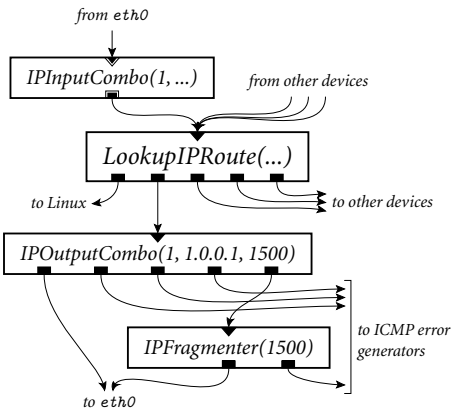 from eth0
IPInputCombo(1, ...)
from other devices
LookupIPRoute(...)
to Linux
to other devices
IPOutputCombo(1, 1.0.0.1, 1500)
to ICMP error
generators
IPFragmenter(1500)
to eth0